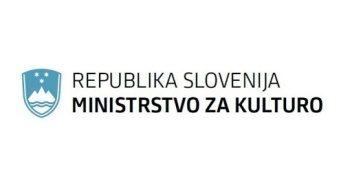 REPUBLIKA SLOVENIJA
MINISTRSTVO ZA KULTURO